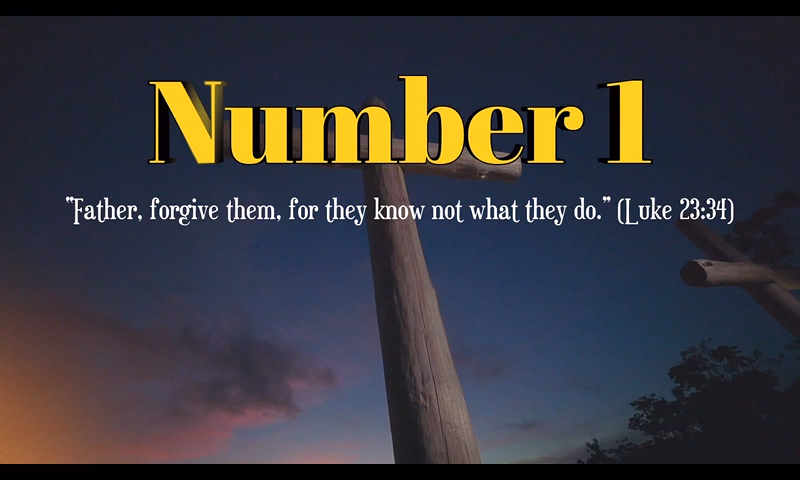 Number 1
"Father, forgive them, for they know not what they do." (Luke 23:34)